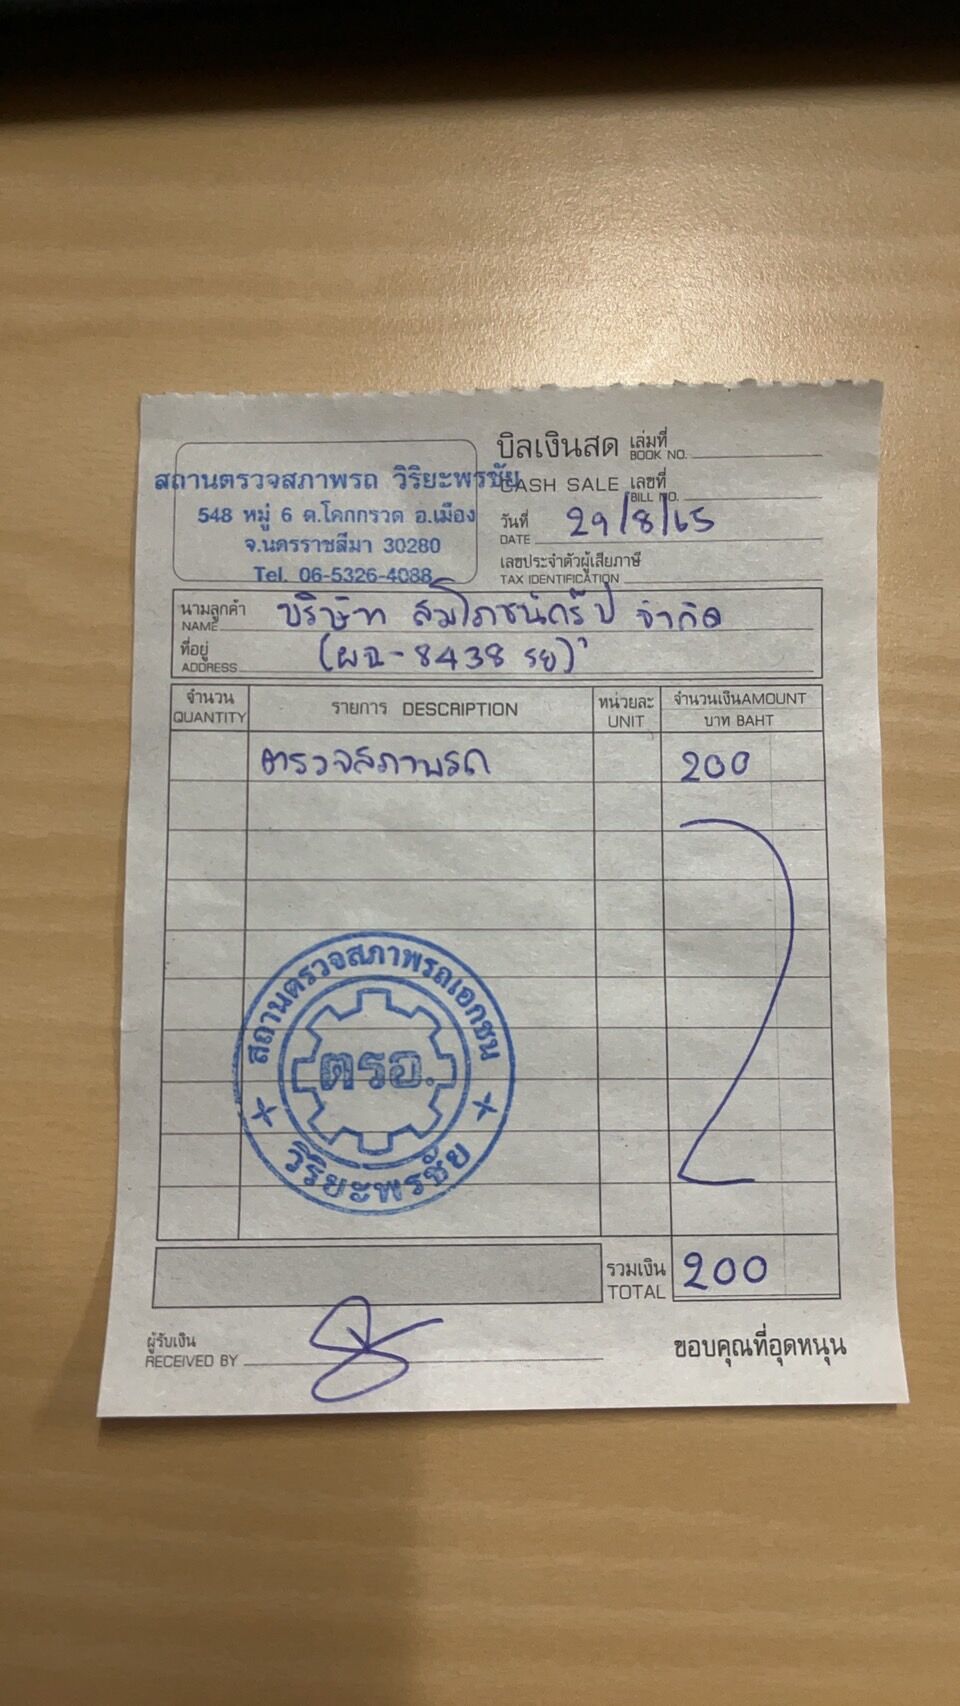 สถานตรวจสภาพรถ วิริยะพรชัย
548 หมู่ 6 ต.โคกกรวด อ.เมือง
จ.นครราชสีมา 30280
Tel. 06-5326-4088
บิลเงินสด เล่มที่
BOOK NO.
CASH SALE เลขที่
BILL NO.
วันที่ 29/8/65
DATE
เลขประจำตัวผู้เสียภาษี
TAX IDENTIFICATION
นามลูกค้า บริษัท สมโภชน์กรุ๊ป จำกัด
NAME
ที่อยู่ (ผฉ-8438 รย)
ADDRESS
จำนวน รายการ DESCRIPTION หน่วยละ จำนวนเงินAMOUNT
QUANTITY UNIT บาท BAHT
ตรวจสภาพรถ 200
สถานตรวจสภาพรถเอกชน
ตรอ.
วิริยะพรชัย
รวมเงิน 200
TOTAL
ผู้รับเงิน
RECEIVED BY
ขอบคุณที่อุดหนุน